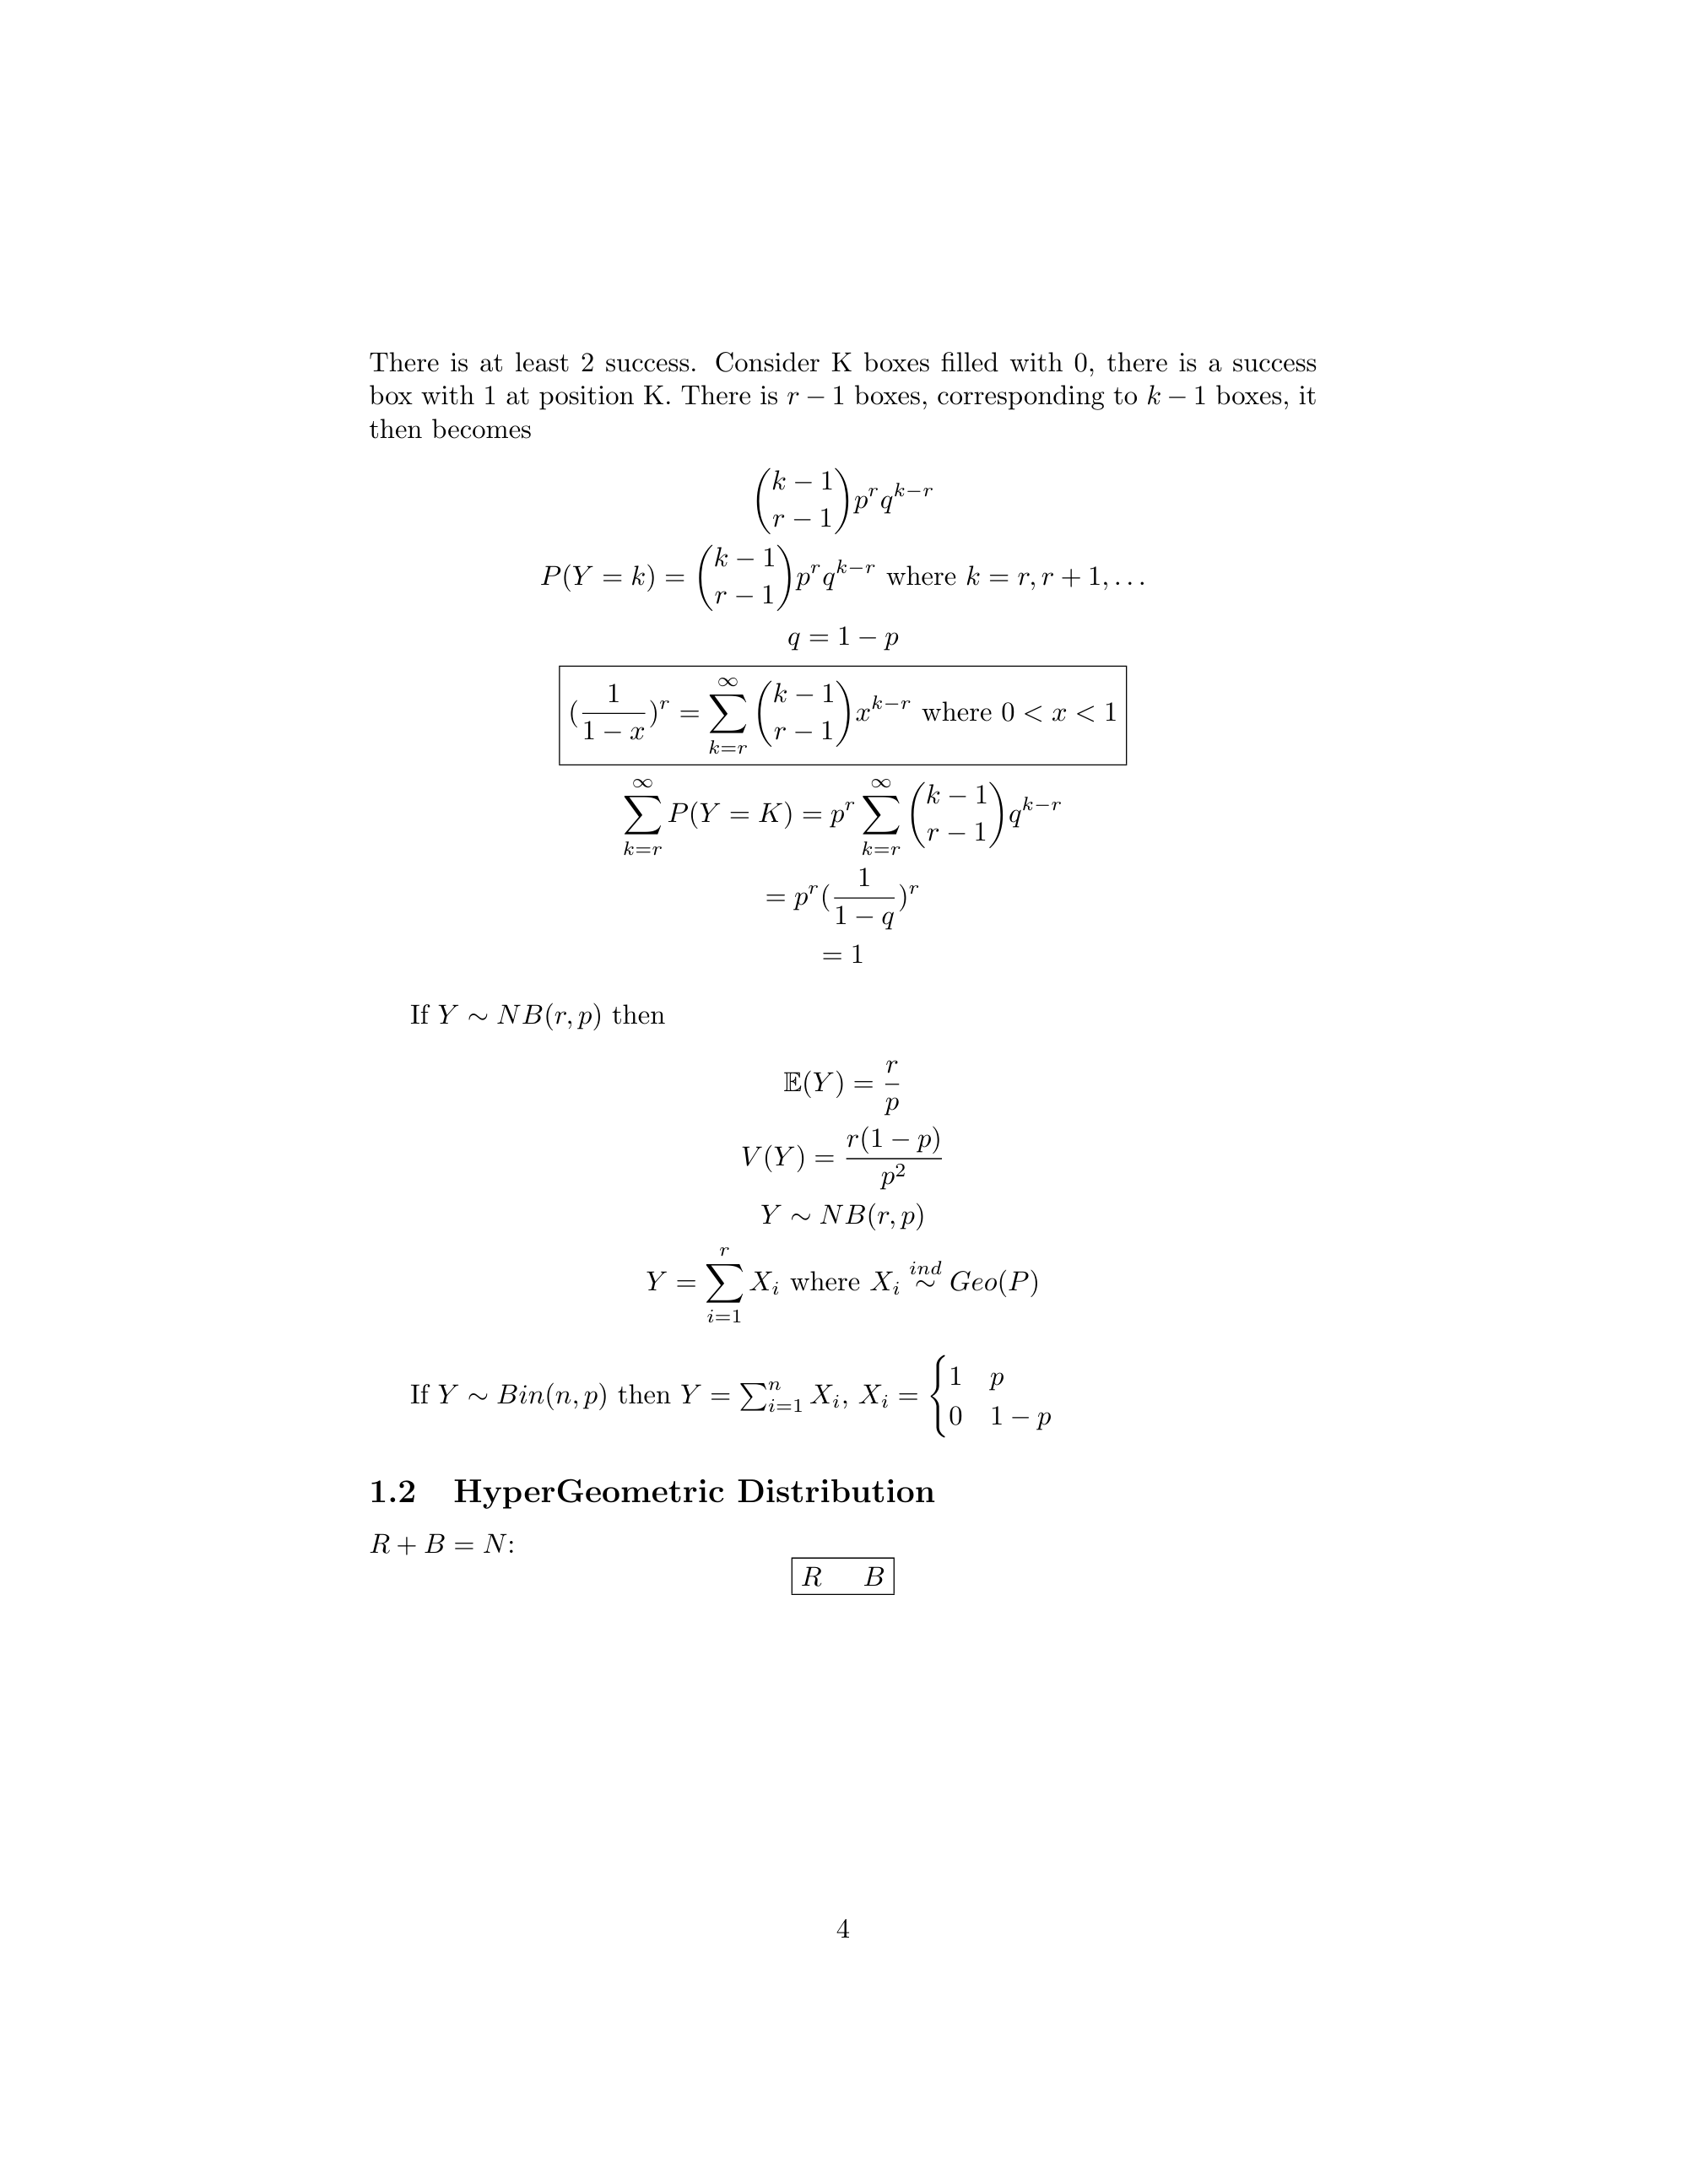 There is at least 2 success. Consider K boxes filled with 0, there is a success
box with 1 at position K. There is $r-1$ boxes, corresponding to $k-1$ boxes, it
then becomes
$\binom{k-1}{r-1} p^r q^{k-r}$
$P(Y = k) = \binom{k-1}{r-1} p^r q^{k-r}$ where $k = r, r+1, \ldots$
$q = 1 - p$
$(\frac{1}{1-x})^r = \sum_{k=r}^{\infty} \binom{k-1}{r-1} x^{k-r}$ where $0 < x < 1$
$\sum_{k=r}^{\infty} P(Y = K) = p^r \sum_{k=r}^{\infty} \binom{k-1}{r-1} q^{k-r}$
$= p^r (\frac{1}{1-q})^r$
$= 1$
If $Y \sim NB(r, p)$ then
$\mathbb{E}(Y) = \frac{r}{p}$
$V(Y) = \frac{r(1-p)}{p^2}$
$Y \sim NB(r, p)$
$Y = \sum_{i=1}^{r} X_i$ where $X_i \overset{ind}{\sim} Geo(P)$
If $Y \sim Bin(n, p)$ then $Y = \sum_{i=1}^{n} X_i$, $X_i = \begin{cases} 1 & p \\ 0 & 1-p \end{cases}$
1.2 HyperGeometric Distribution
$R + B = N$:
$R \quad B$
4